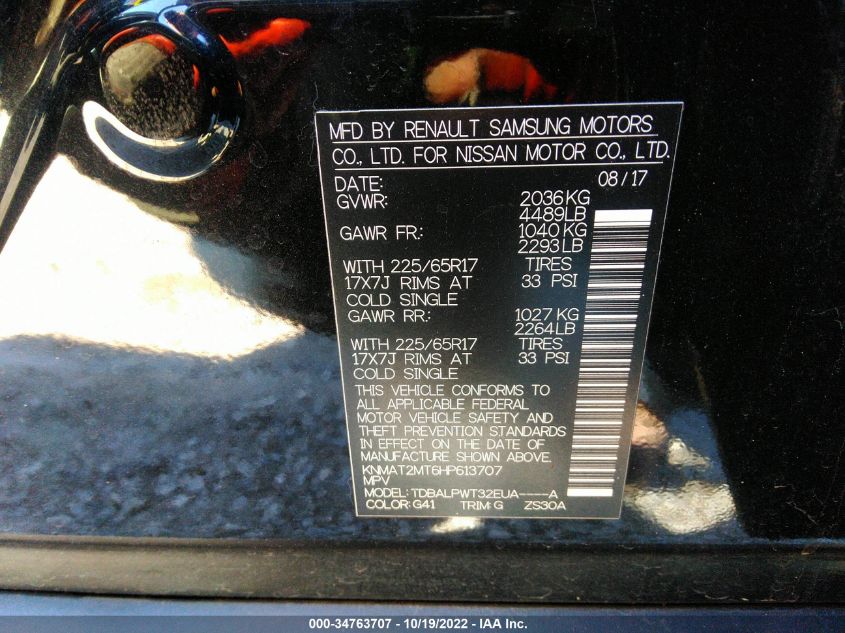 MFD BY RENAULT SAMSUNG MOTORS
CO., LTD. FOR NISSAN MOTOR CO., LTD.
DATE: 08/17
GVWR: 2036KG
4489LB
GAWR FR: 1040KG
2293LB
WITH 225/65R17 TIRES
17X7J RIMS AT 33 PSI
COLD SINGLE
GAWR RR: 1027KG
2264LB
WITH 225/65R17 TIRES
17X7J RIMS AT 33 PSI
COLD SINGLE
THIS VEHICLE CONFORMS TO
ALL APPLICABLE FEDERAL
MOTOR VEHICLE SAFETY AND
THEFT PREVENTION STANDARDS
IN EFFECT ON THE DATE OF
MANUFACTURE SHOWN ABOVE.
KNMAT2MT6HP613707
MPV
MODEL: TDBALPWT32EUA----A
COLOR: G41 TRIM: G ZS30A
000-34763707 - 10/19/2022 - IAA Inc.